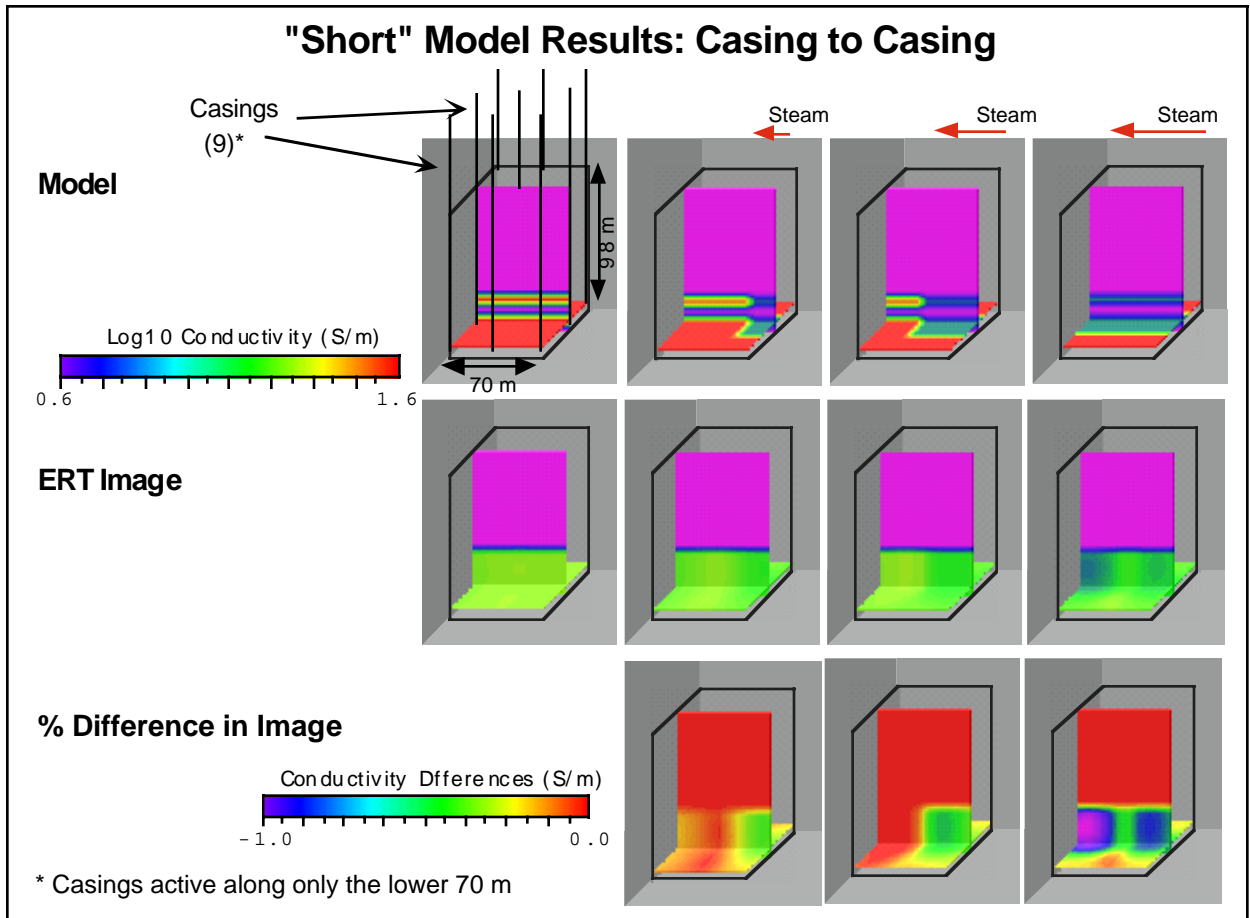 "Short" Model Results: Casing to Casing
Casings
(9)*
Steam
Steam
Steam
Model
98 m
Log10 Conductivity (S/m)
0.6
1.6
70 m
ERT Image
% Difference in Image
Conductivity Dfferences (S/m)
-1.0
0.0
* Casings active along only the lower 70 m